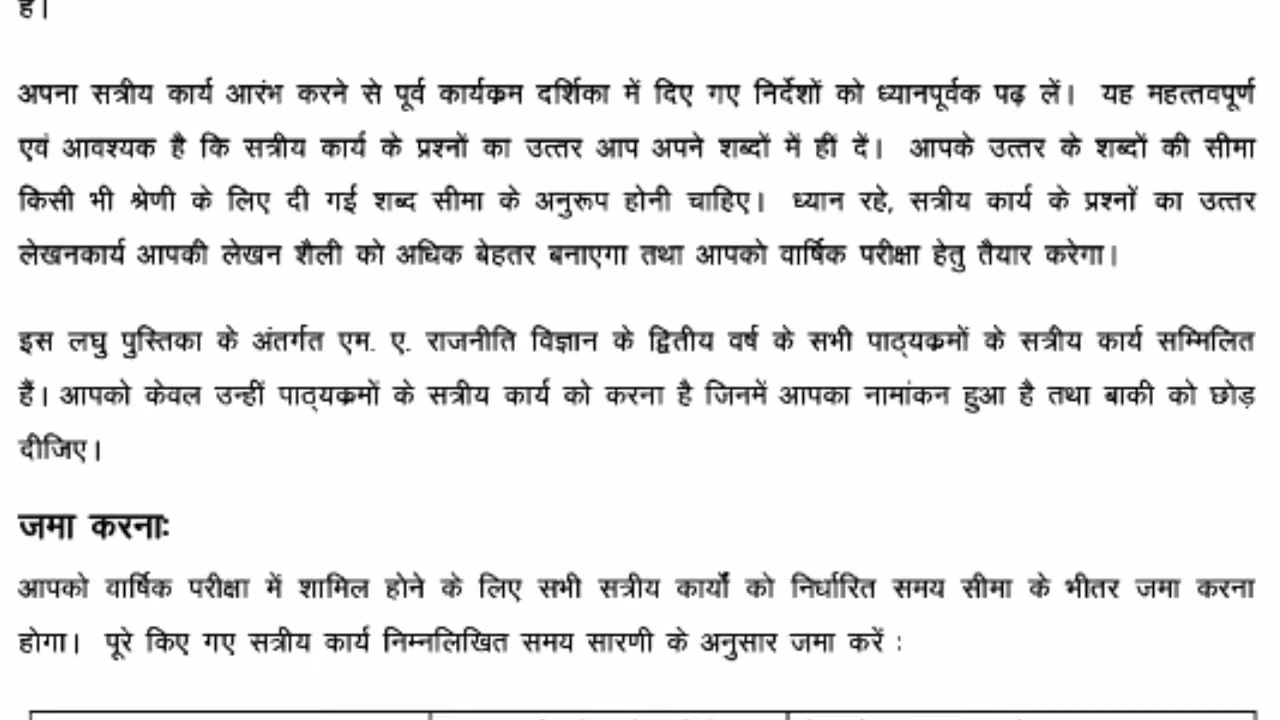 है।
अपना सत्रीय कार्य आरंभ करने से पूर्व कार्यक्रम दर्शिका में दिए गए निर्देशों को ध्यानपूर्वक पढ़ लें। यह महत्तवपूर्ण
एवं आवश्यक है कि सत्रीय कार्य के प्रश्नों का उत्तर आप अपने शब्दों में हीं दें। आपके उत्तर के शब्दों की सीमा
किसी भी श्रेणी के लिए दी गई शब्द सीमा के अनुरूप होनी चाहिए। ध्यान रहे, सत्रीय कार्य के प्रश्नों का उत्तर
लेखनकार्य आपकी लेखन शैली को अधिक बेहतर बनाएगा तथा आपको वार्षिक परीक्षा हेतु तैयार करेगा।
इस लघु पुस्तिका के अंतर्गत एम. ए. राजनीति विज्ञान के द्वितीय वर्ष के सभी पाठ्यक्रमों के सत्रीय कार्य सम्मिलित
हैं। आपको केवल उन्हीं पाठ्यक्रमों के सत्रीय कार्य को करना है जिनमें आपका नामांकन हुआ है तथा बाकी को छोड़
दीजिए।
जमा करनाः
आपको वार्षिक परीक्षा में शामिल होने के लिए सभी सत्रीय कार्यों को निर्धारित समय सीमा के भीतर जमा करना
होगा। पूरे किए गए सत्रीय कार्य निम्नलिखित समय सारणी के अनुसार जमा करें :